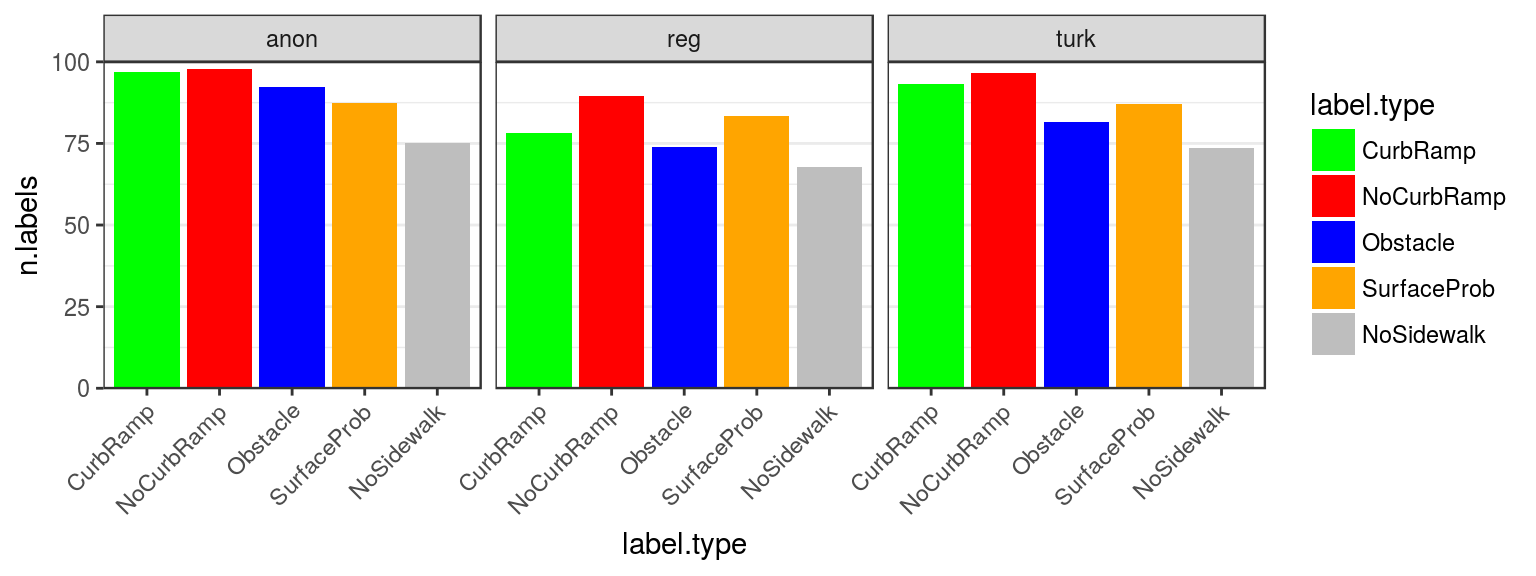 anon
reg
turk
n.labels
100
75
50
25
0
CurbRamp
NoCurbRamp
Obstacle
SurfaceProb
NoSidewalk
CurbRamp
NoCurbRamp
Obstacle
SurfaceProb
NoSidewalk
CurbRamp
NoCurbRamp
Obstacle
SurfaceProb
NoSidewalk
label.type
label.type
CurbRamp
NoCurbRamp
Obstacle
SurfaceProb
NoSidewalk